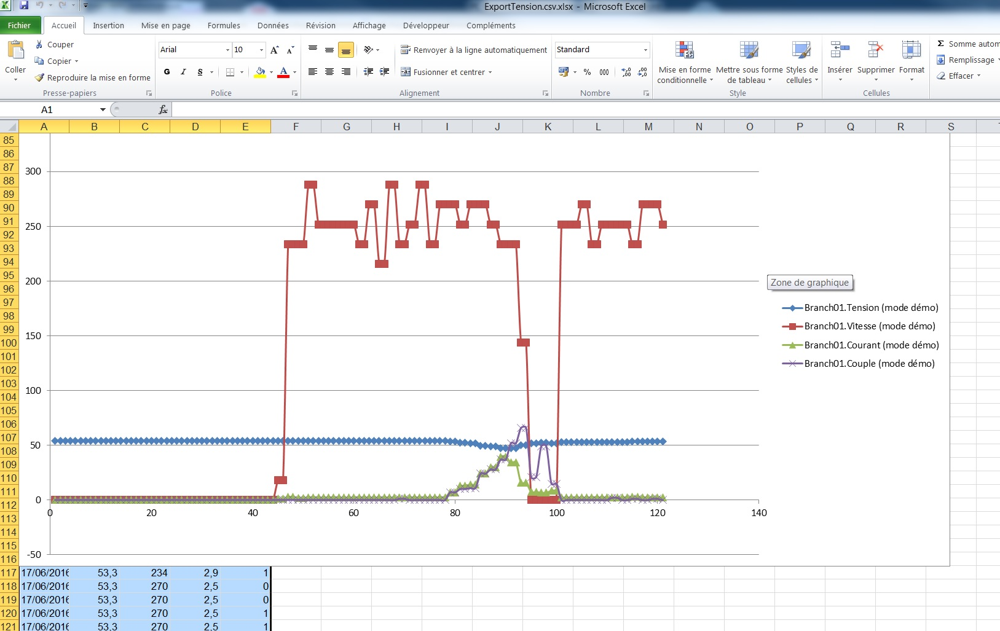 ExportTension.csv.xlsx - Microsoft Excel
Fichier Accueil Insertion Mise en page Formules Données Révision Affichage Développeur Compléments
Coller
Couper
Copier
Reproduire la mise en forme
Presse-papiers
Arial 10
G I S
Police
Renvoyer à la ligne automatiquement
Fusionner et centrer
Alignement
Standard
% 000
Nombre
Mise en forme conditionnelle
Mettre sous forme de tableau
Styles de cellules
Style
Insérer Supprimer Format
Cellules
Σ Somme autom
Remplissage
Effacer
A1 fx
A B C D E F G H I J K L M N O P Q R S
85
86
87
88
89
90
91
92
93
94
95
96
97
98
99
100
101
102
103
104
105
106
107
108
109
110
111
112
113
114
115
116
300
250
200
150
100
50
0
-50
0 20 40 60 80 100 120 140
Zone de graphique
Branch01.Tension (mode démo)
Branch01.Vitesse (mode démo)
Branch01.Courant (mode démo)
Branch01.Couple (mode démo)
117 17/06/2016 53,3 234 2,9 1
118 17/06/2016 53,3 270 2,5 0
119 17/06/2016 53,3 270 2,5 0
120 17/06/2016 53,3 270 2,5 1
121 17/06/2016 53,3 270 2,5 1